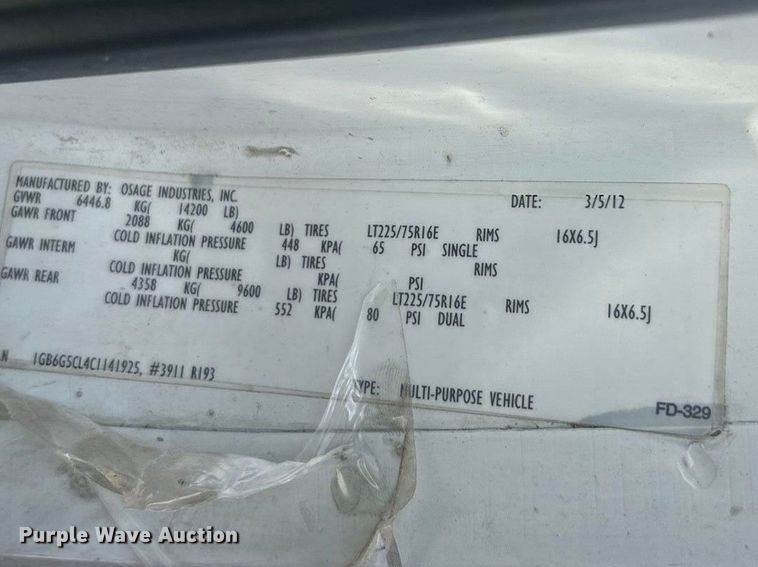 MANUFACTURED BY: OSAGE INDUSTRIES, INC. DATE: 3/5/12
GVWR 6446.8 KG( 14200 LB)
GAWR FRONT 2088 KG( 4600 LB) TIRES LT225/75R16E RIMS 16X6.5J
COLD INFLATION PRESSURE 448 KPA( 65 PSI SINGLE
GAWR INTERM KG( LB) TIRES RIMS
COLD INFLATION PRESSURE KPA( PSI
GAWR REAR 4358 KG( 9600 LB) TIRES LT225/75R16E RIMS 16X6.5J
COLD INFLATION PRESSURE 552 KPA( 80 PSI DUAL
N 1GB6G5CL4C1141925, #3911 R193
TYPE: MULTI-PURPOSE VEHICLE
FD-329
Purple Wave Auction